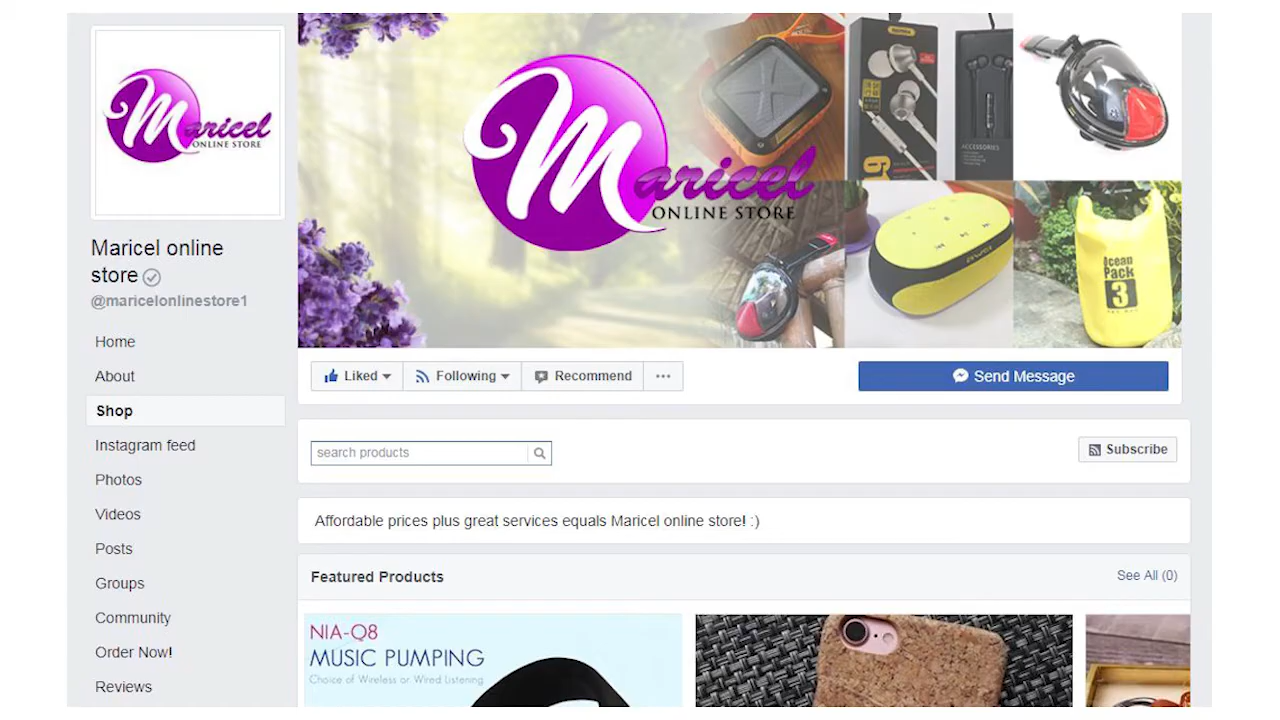 Maricel
ONLINE STORE
Maricel online
store
@maricelonlinestore1
Home
About
Shop
Instagram feed
Photos
Videos
Posts
Groups
Community
Order Now!
Reviews
Maricel
ONLINE STORE
ACCESSORIES
Ocean
Pack
3
Liked
Following
Recommend
Send Message
search products
Subscribe
Affordable prices plus great services equals Maricel online store! :)
Featured Products
See All (0)
NIA-Q8
MUSIC PUMPING
Choice of Wireless or Wired Listening